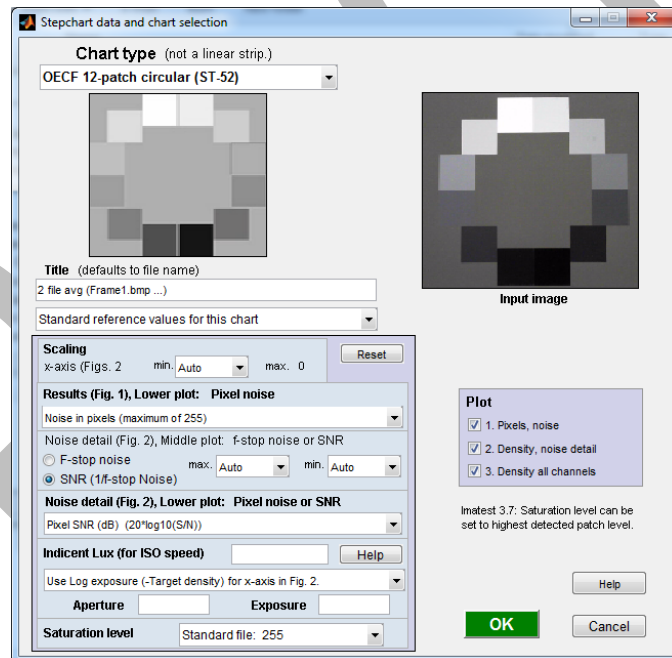 Stepchart data and chart selection
Chart type (not a linear strip.)
OECF 12-patch circular (ST-52)
Title (defaults to file name)
2 file avg (Frame1.bmp ...)
Input image
Standard reference values for this chart
Scaling
x-axis (Figs. 2 min. Auto max. 0 Reset
Results (Fig. 1), Lower plot: Pixel noise
Noise in pixels (maximum of 255)
Noise detail (Fig. 2), Middle plot: f-stop noise or SNR
F-stop noise max. Auto min. Auto
SNR (1/f-stop Noise)
Noise detail (Fig. 2), Lower plot: Pixel noise or SNR
Pixel SNR (dB) (20*log10(S/N))
Indicent Lux (for ISO speed) Help
Use Log exposure (-Target density) for x-axis in Fig. 2.
Aperture Exposure
Saturation level Standard file: 255
Plot
1. Pixels, noise
2. Density, noise detail
3. Density all channels
Imatest 3.7: Saturation level can be
set to highest detected patch level.
Help
OK Cancel